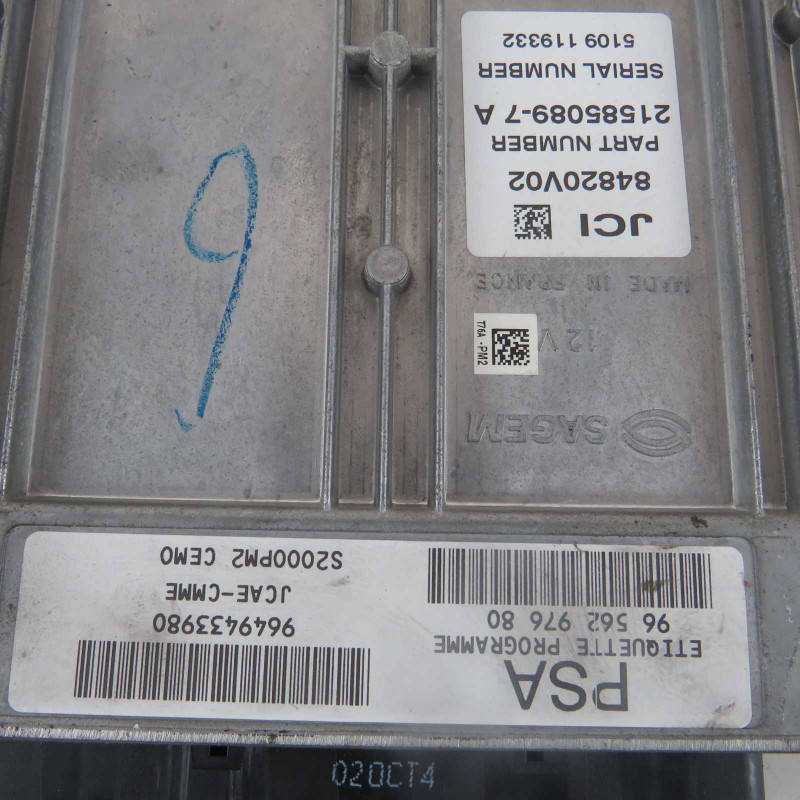 PSA
ETIQUETTE PROGRAMME
96 562 976 80
9649433980
JCAE-CMME
S2000PM2 CEMO
SAGEM
12 V
T76A - PM2
MADE IN FRANCE
JCI
84820V02
PART NUMBER
21585089-7 A
SERIAL NUMBER
5109 119332
9
020CT4